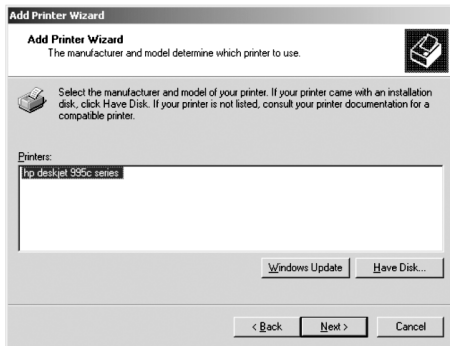 Add Printer Wizard
Add Printer Wizard
The manufacturer and model determine which printer to use.
Select the manufacturer and model of your printer. If your printer came with an installation
disk, click Have Disk. If your printer is not listed, consult your printer documentation for a
compatible printer.
Printers:
hp deskjet 995c series
Windows Update Have Disk...
< Back Next > Cancel